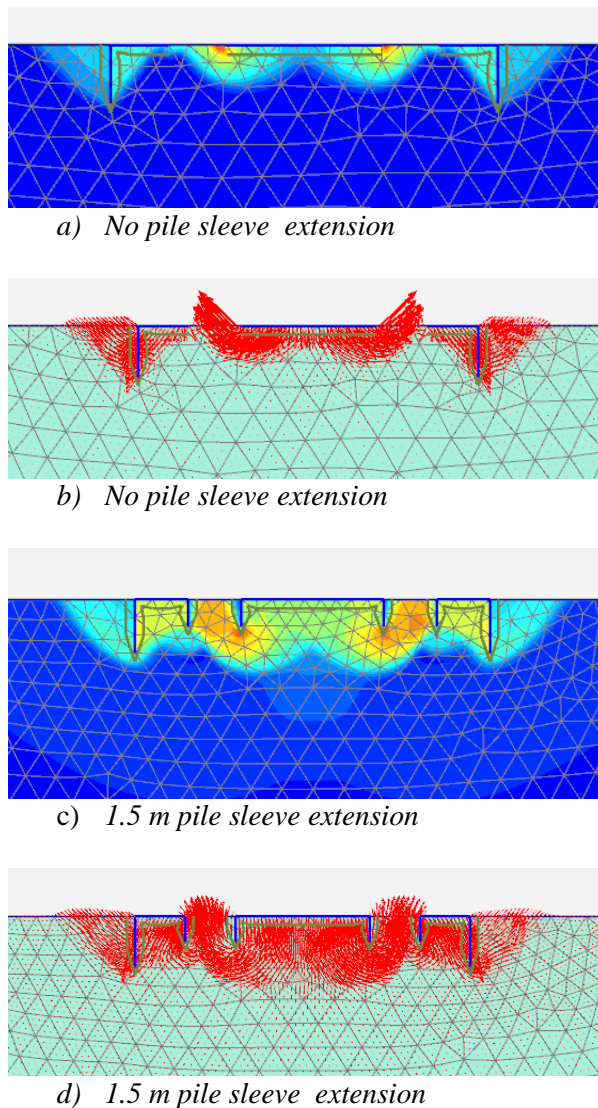 a) No pile sleeve extension
b) No pile sleeve extension
c) 1.5 m pile sleeve extension
d) 1.5 m pile sleeve extension